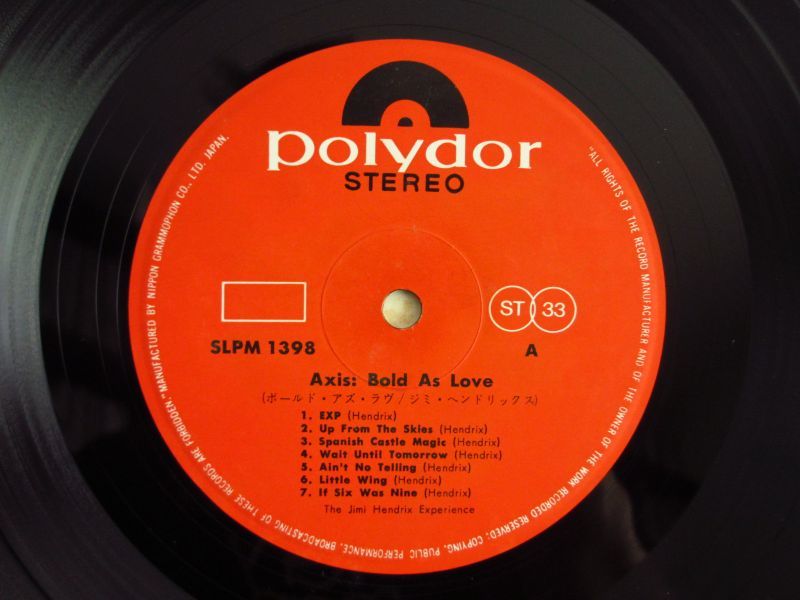 polydor
STEREO
ST 33
SLPM 1398
A
Axis: Bold As Love
(ボールド・アズ・ラヴ/ジミ・ヘンドリックス)
1. EXP (Hendrix)
2. Up From The Skies (Hendrix)
3. Spanish Castle Magic (Hendrix)
4. Wait Until Tomorrow (Hendrix)
5. Ain't No Telling (Hendrix)
6. Little Wing (Hendrix)
7. If Six Was Nine (Hendrix)
The Jimi Hendrix Experience
"ALL RIGHTS OF THE RECORD MANUFACTURER AND OF THE OWNER OF THE WORK RECORDED RESERVED: COPYING, PUBLIC PERFORMANCE, BROADCASTING OF THESE RECORDS ARE FORBIDDEN." MANUFACTURED BY NIPPON GRAMMOPHON CO., LTD. JAPAN.